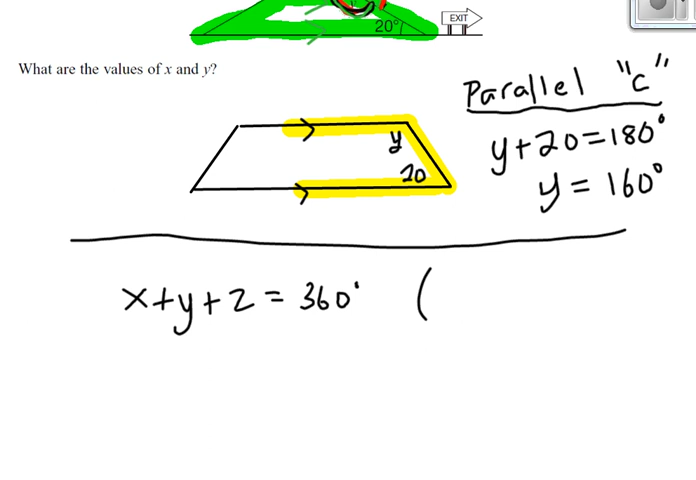 20°
EXIT
What are the values of x and y?
Parallel "c"
y
20
y + 20 = 180°
y = 160°
x + y + z = 360° (